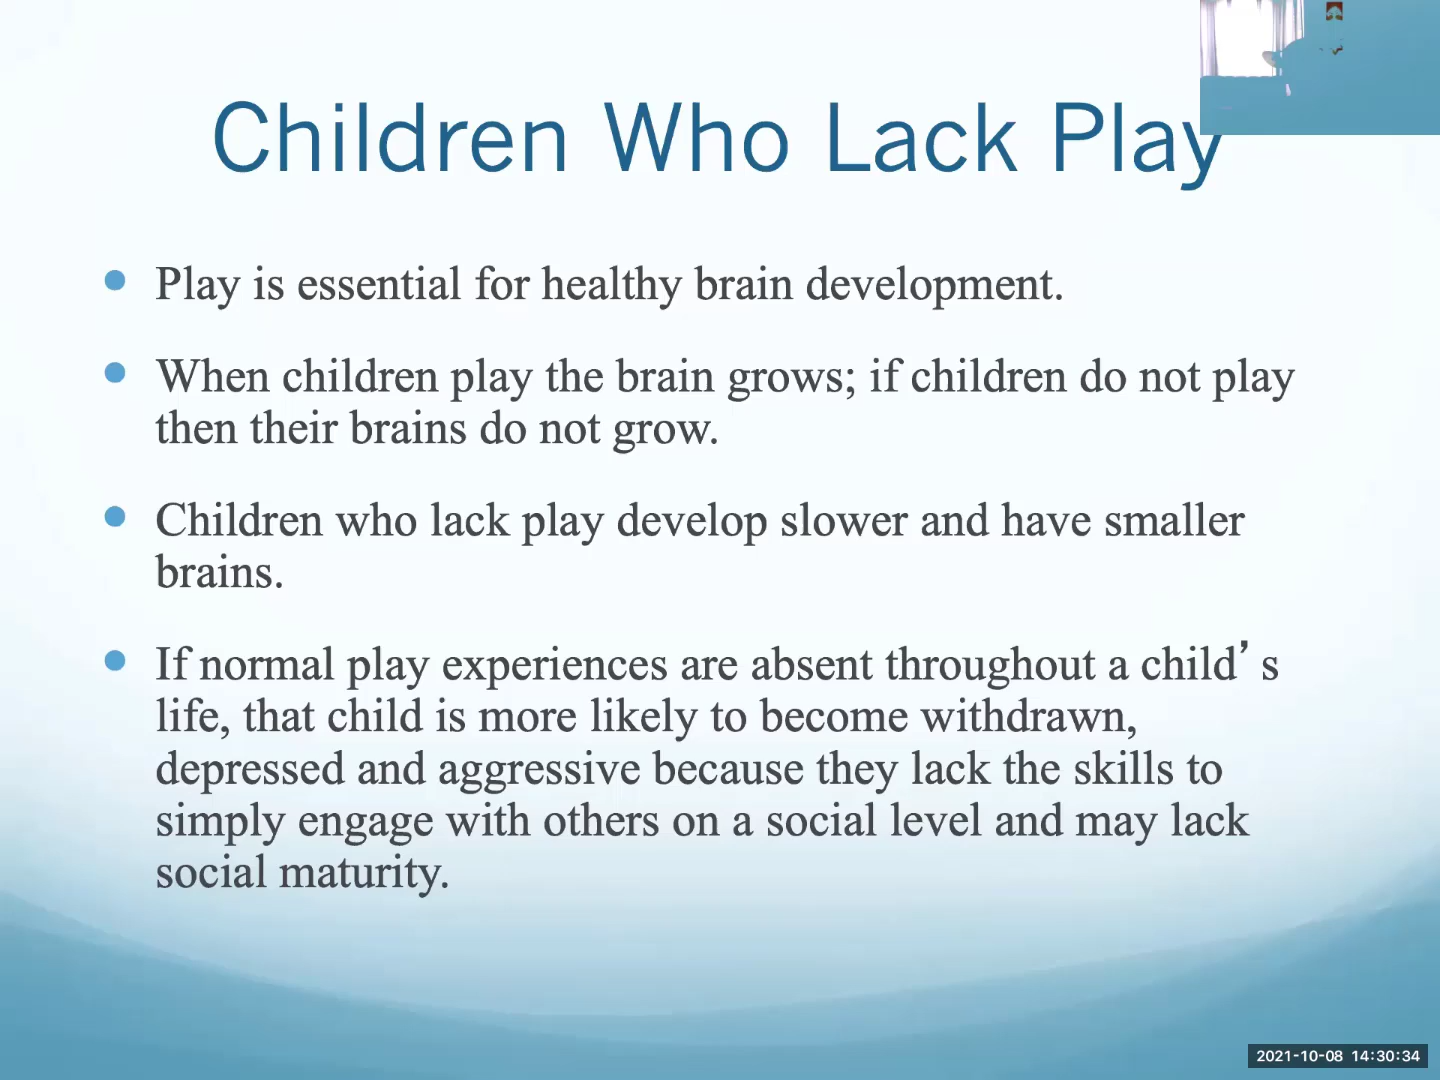 Children Who Lack Play
Play is essential for healthy brain development.
When children play the brain grows; if children do not play
then their brains do not grow.
Children who lack play develop slower and have smaller
brains.
If normal play experiences are absent throughout a child’s
life, that child is more likely to become withdrawn,
depressed and aggressive because they lack the skills to
simply engage with others on a social level and may lack
social maturity.
2021-10-08 14:30:34